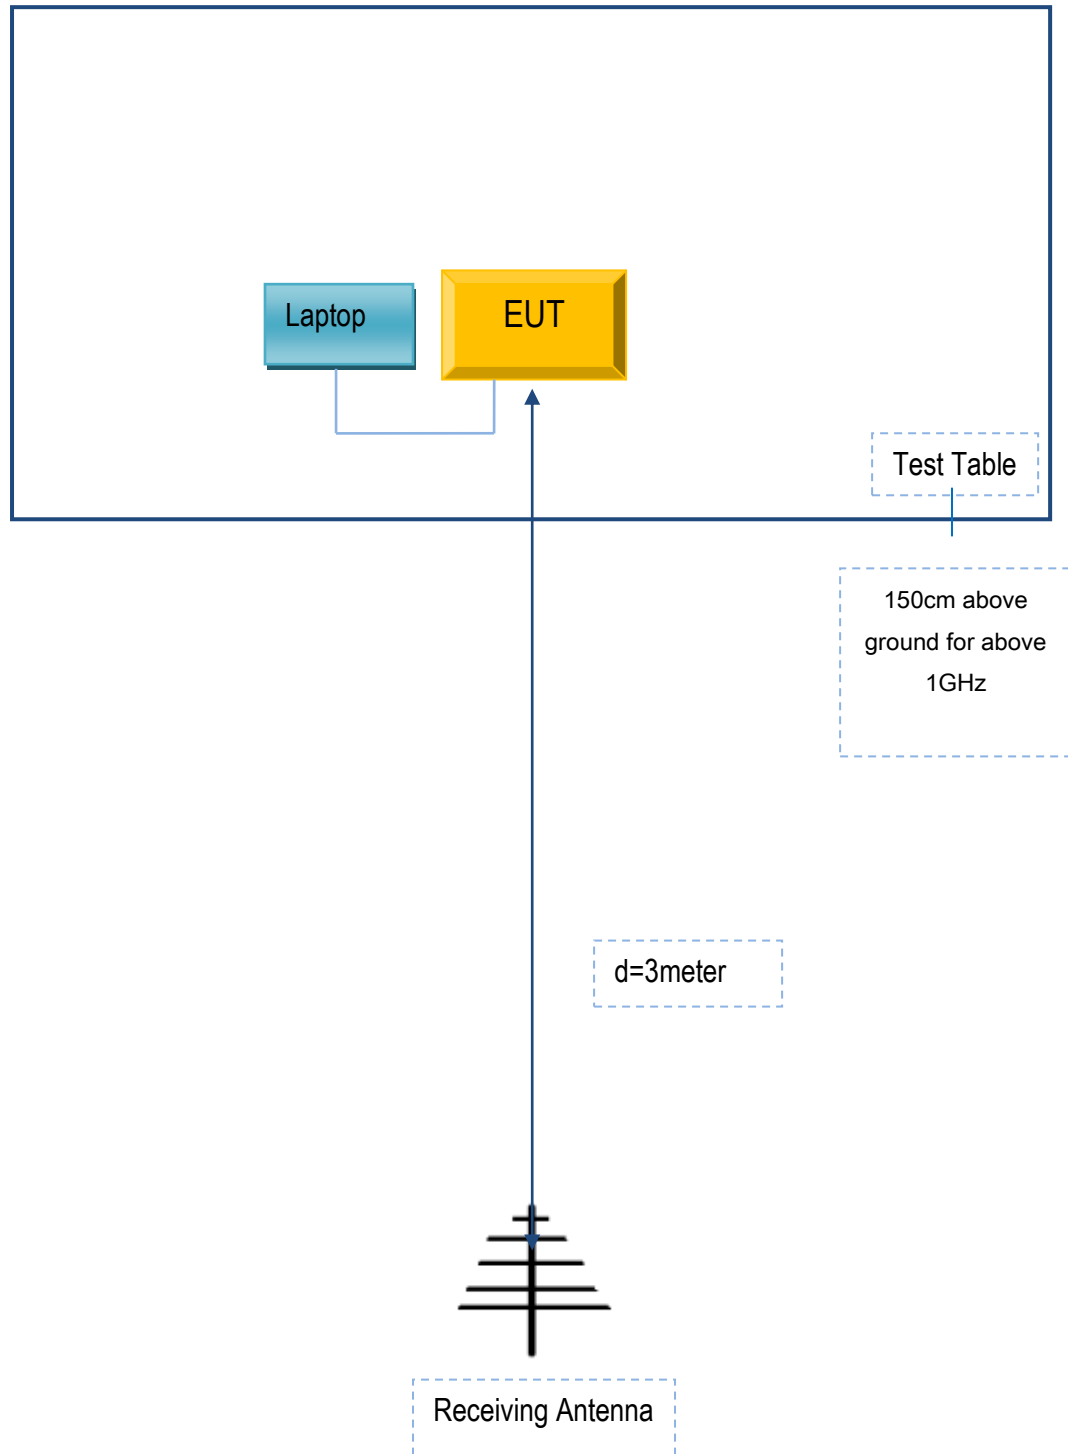 Laptop
EUT
Test Table
150cm above
ground for above
1GHz
d=3meter
Receiving Antenna